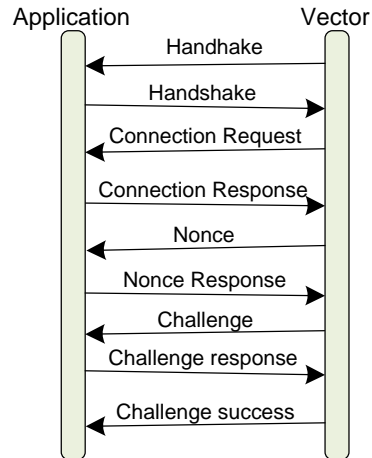 Application Vector
Handhake
Handshake
Connection Request
Connection Response
Nonce
Nonce Response
Challenge
Challenge response
Challenge success